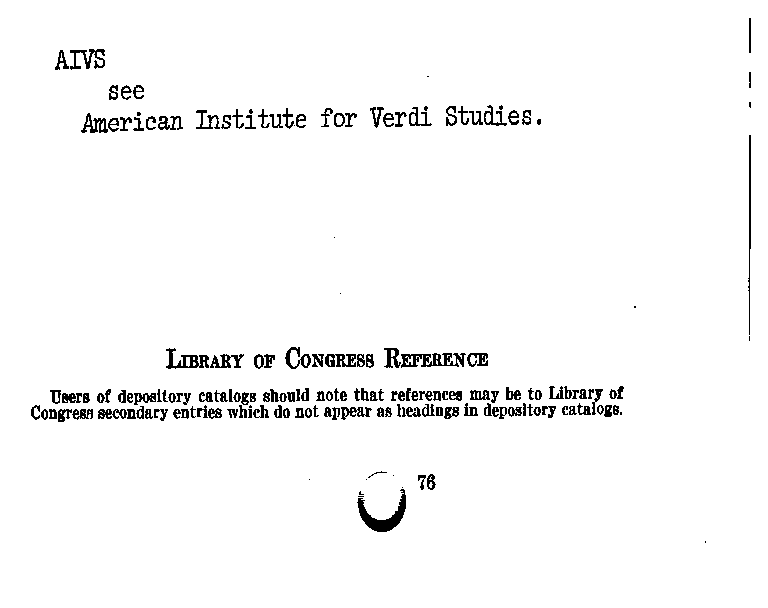 AIVS
see
American Institute for Verdi Studies.
LIBRARY OF CONGRESS REFERENCE
Users of depository catalogs should note that references may be to Library of
Congress secondary entries which do not appear as headings in depository catalogs.
76